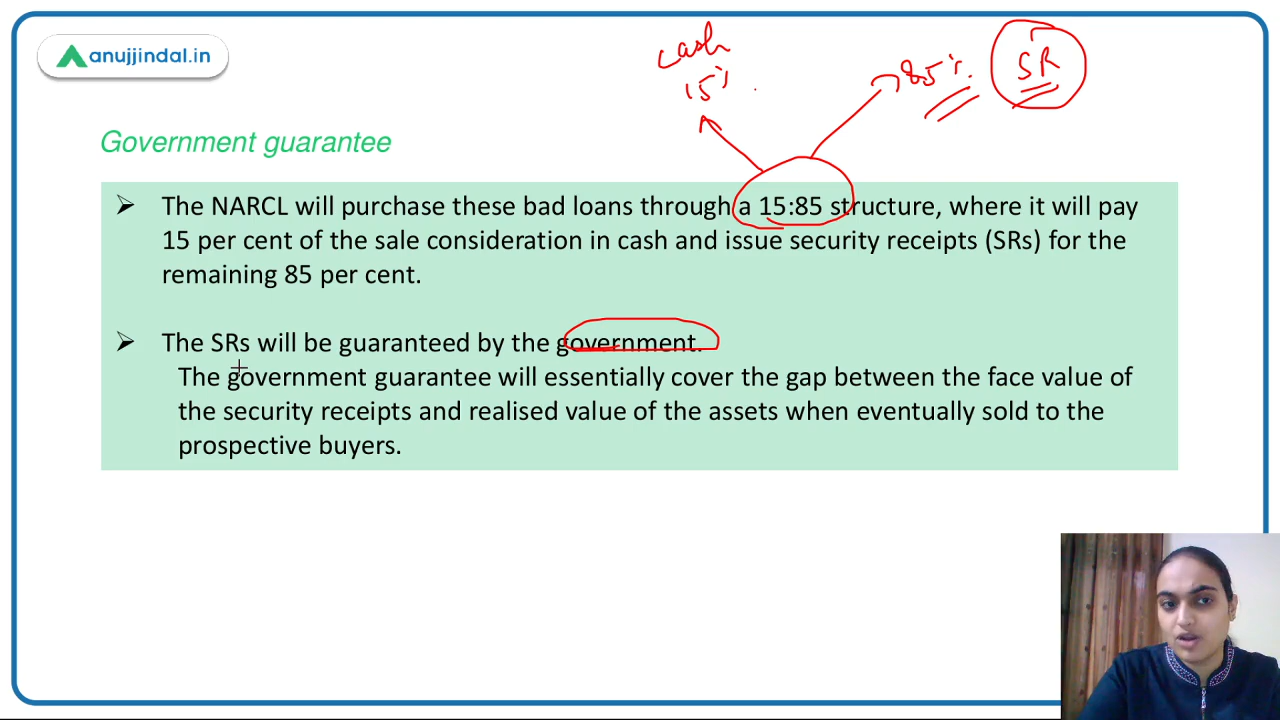 anujjindal.in
cash
15%
85%.
SR
Government guarantee
The NARCL will purchase these bad loans through a 15:85 structure, where it will pay
15 per cent of the sale consideration in cash and issue security receipts (SRs) for the
remaining 85 per cent.
The SRs will be guaranteed by the government.
The government guarantee will essentially cover the gap between the face value of
the security receipts and realised value of the assets when eventually sold to the
prospective buyers.